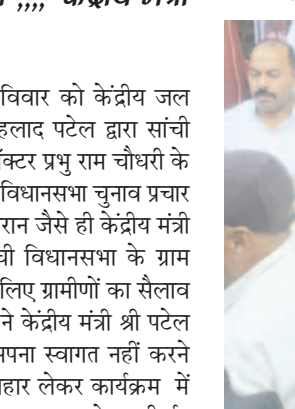 ,,,, केंद्रीय मंत्री
विवार को केंद्रीय जल
हलाद पटेल द्वारा सांची
क्टर प्रभु राम चौधरी के
विधानसभा चुनाव प्रचार
रान जैसे ही केंद्रीय मंत्री
ची विधानसभा के ग्राम
लिए ग्रामीणों का सैलाव
ने केंद्रीय मंत्री श्री पटेल
पना स्वागत नहीं करने
हार लेकर कार्यक्रम में